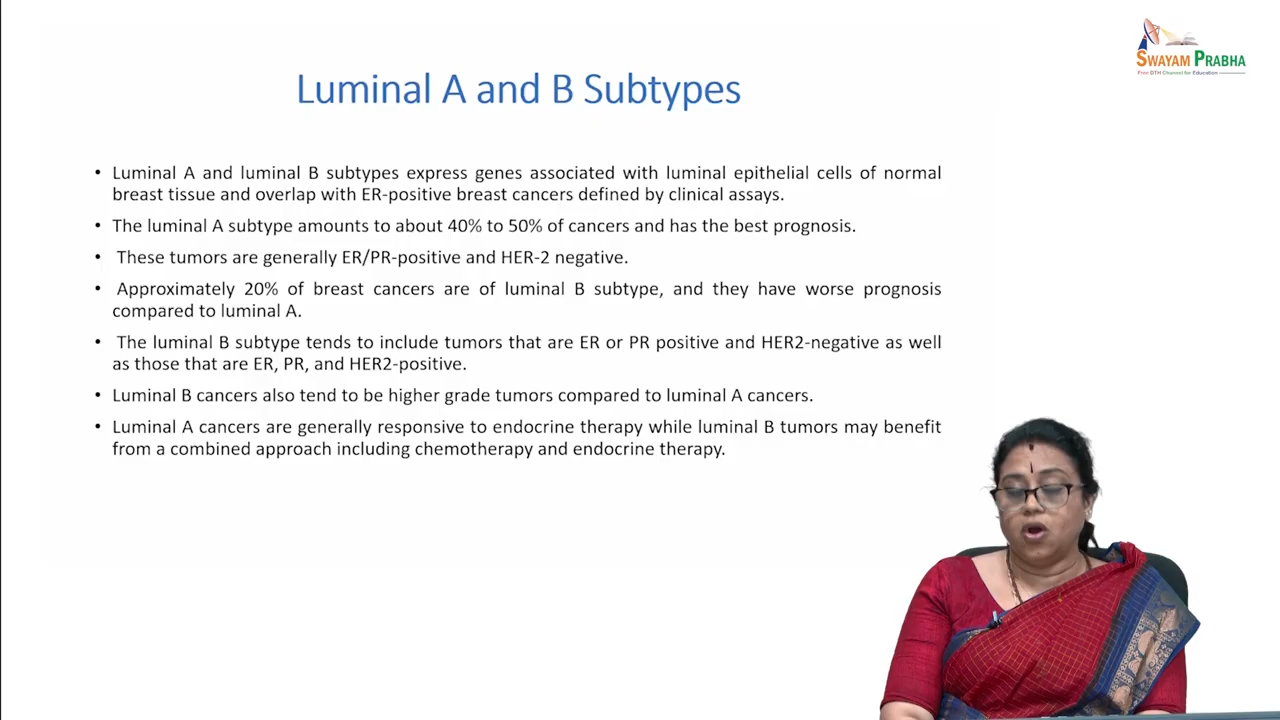 SWAYAM PRABHA
Free DTH Channel for Education
Luminal A and B Subtypes
• Luminal A and luminal B subtypes express genes associated with luminal epithelial cells of normal
breast tissue and overlap with ER-positive breast cancers defined by clinical assays.
• The luminal A subtype amounts to about 40% to 50% of cancers and has the best prognosis.
• These tumors are generally ER/PR-positive and HER-2 negative.
• Approximately 20% of breast cancers are of luminal B subtype, and they have worse prognosis
compared to luminal A.
• The luminal B subtype tends to include tumors that are ER or PR positive and HER2-negative as well
as those that are ER, PR, and HER2-positive.
• Luminal B cancers also tend to be higher grade tumors compared to luminal A cancers.
• Luminal A cancers are generally responsive to endocrine therapy while luminal B tumors may benefit
from a combined approach including chemotherapy and endocrine therapy.